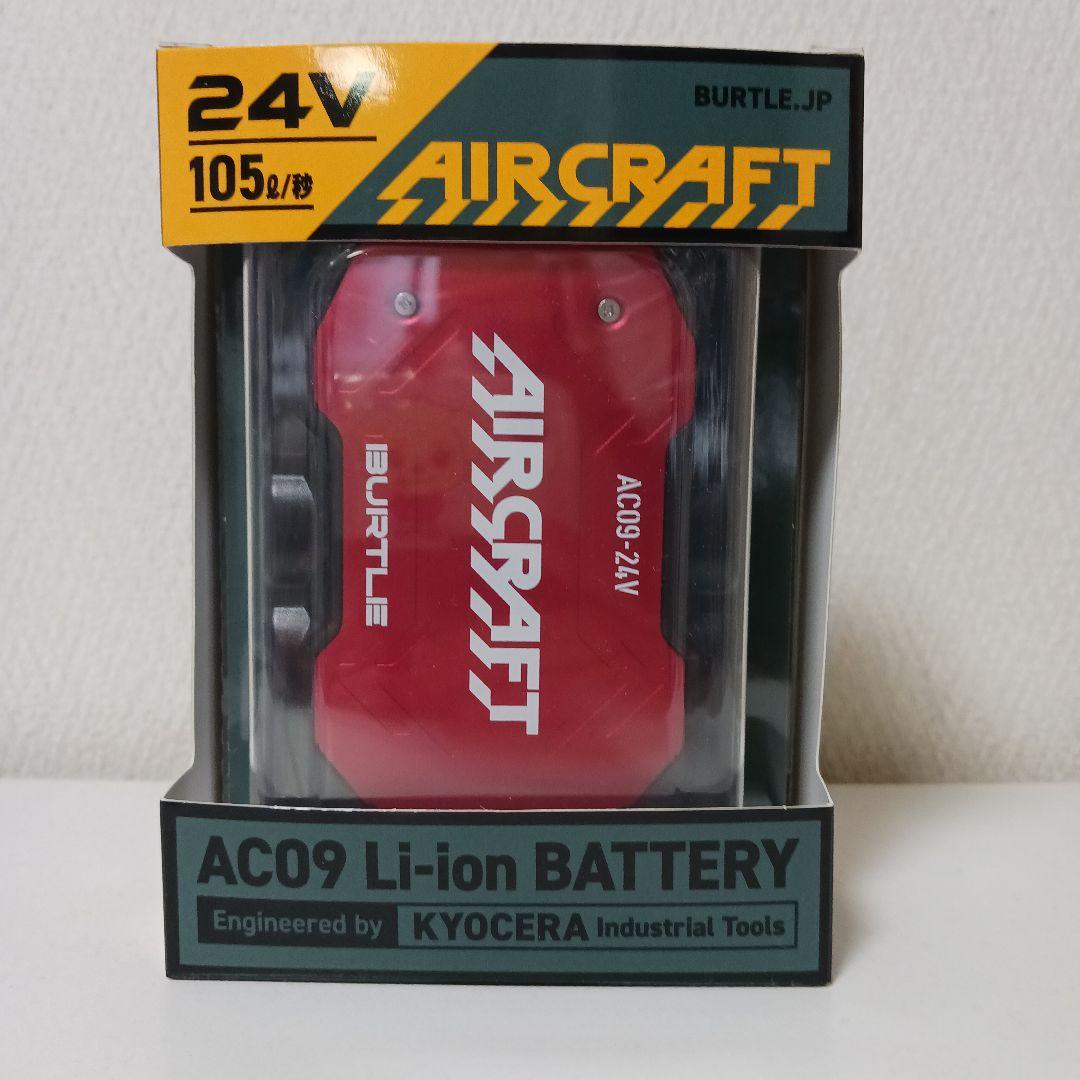 24V
105ℓ/秒
BURTLE.JP
AIRCRAFT
AIRCRAFT
BURTLE
AC09-24V
AC09 Li-ion BATTERY
Engineered by KYOCERA Industrial Tools